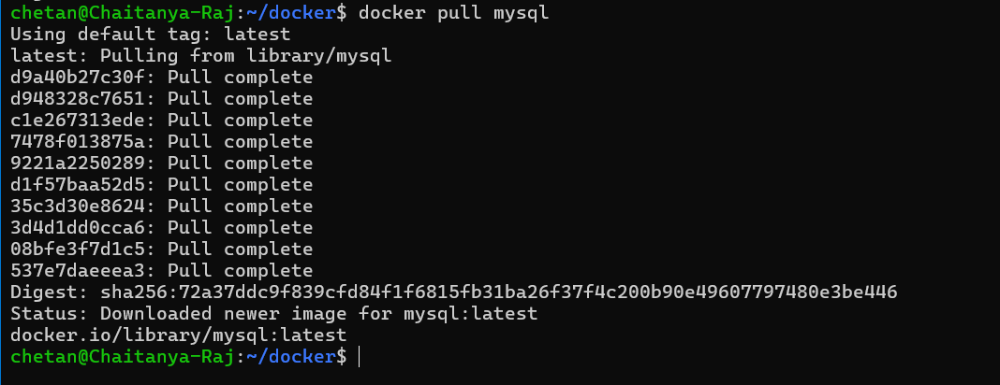 chetan@Chaitanya-Raj:~/docker$ docker pull mysql
Using default tag: latest
latest: Pulling from library/mysql
d9a40b27c30f: Pull complete
d948328c7651: Pull complete
c1e267313ede: Pull complete
7478f013875a: Pull complete
9221a2250289: Pull complete
d1f57baa52d5: Pull complete
35c3d30e8624: Pull complete
3d4d1dd0cca6: Pull complete
08bfe3f7d1c5: Pull complete
537e7daeeea3: Pull complete
Digest: sha256:72a37ddc9f839cfd84f1f6815fb31ba26f37f4c200b90e49607797480e3be446
Status: Downloaded newer image for mysql:latest
docker.io/library/mysql:latest
chetan@Chaitanya-Raj:~/docker$